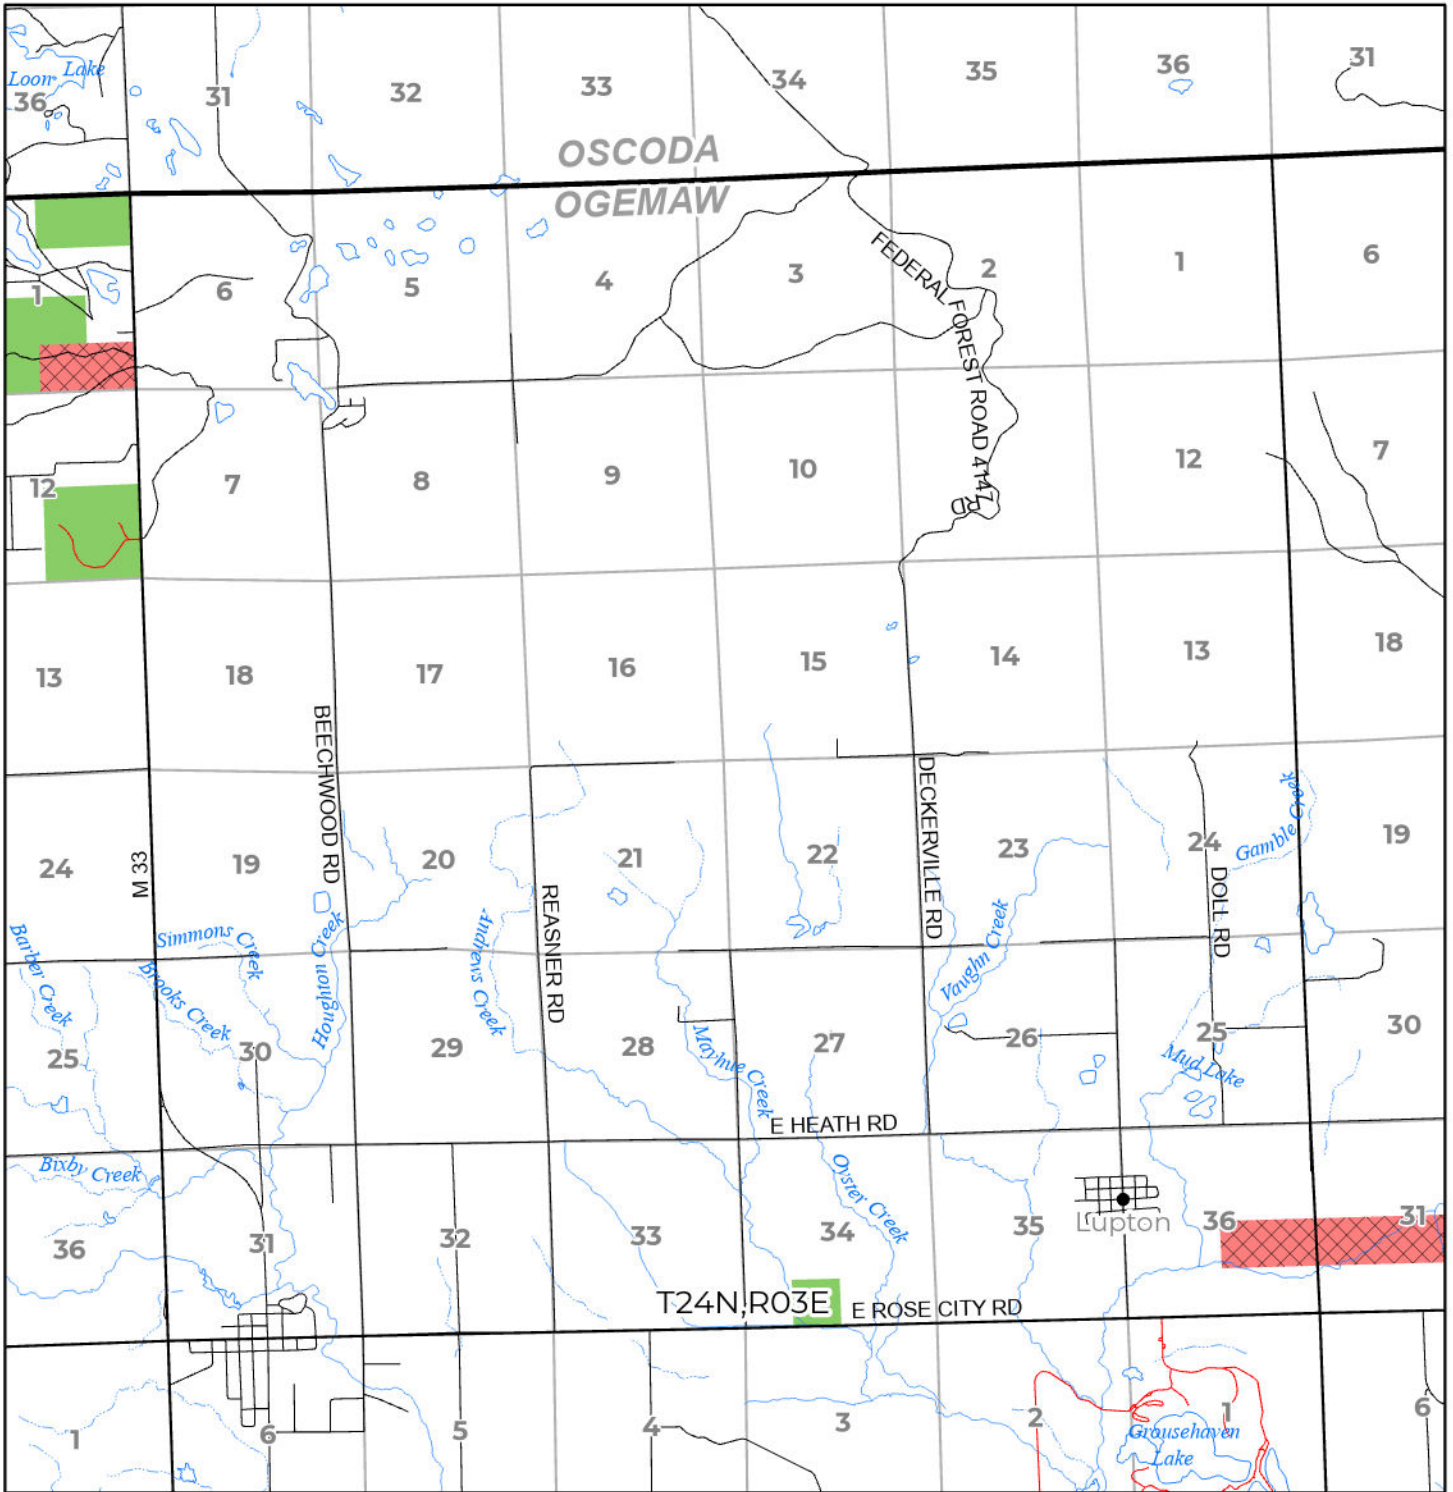 Loon Lake
36
31
32
33
34
35
36
31
OSCODA
OGEMAW
1
6
5
4
3
2
1
6
FEDERAL FOREST ROAD 4147
12
7
8
9
10
12
7
13
18
17
16
15
14
13
18
BEECHWOOD RD
DECKERVILLE RD
M 33
24
19
20
21
22
23
24
19
Gamble Creek
DOLL RD
REASNER RD
Barber Creek
Simmons Creek
Brooks Creek
Houghton Creek
Andrews Creek
Vaughn Creek
25
30
29
28
27
26
25
30
Mayhue Creek
Mud Lake
E HEATH RD
Bixby Creek
Oyster Creek
36
31
32
33
34
35
36
31
Lupton
T24N,R03E
E ROSE CITY RD
1
6
5
4
3
2
1
6
Grousehaven
Lake